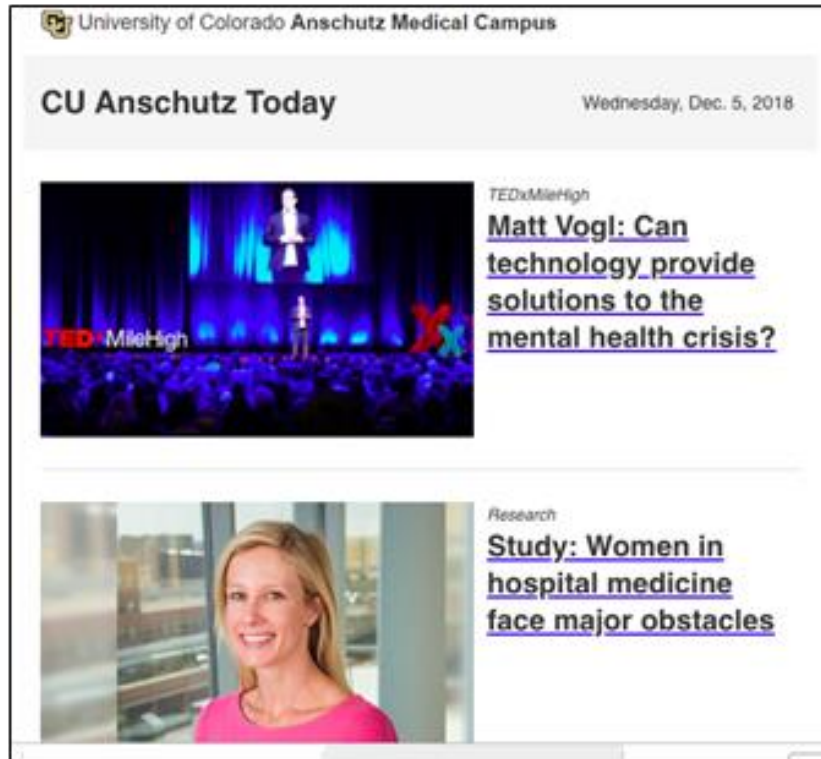 University of Colorado Anschutz Medical Campus
CU Anschutz Today
Wednesday, Dec. 5, 2018
TEDxMileHigh
TEDxMileHigh
Matt Vogl: Can
technology provide
solutions to the
mental health crisis?
Research
Study: Women in
hospital medicine
face major obstacles